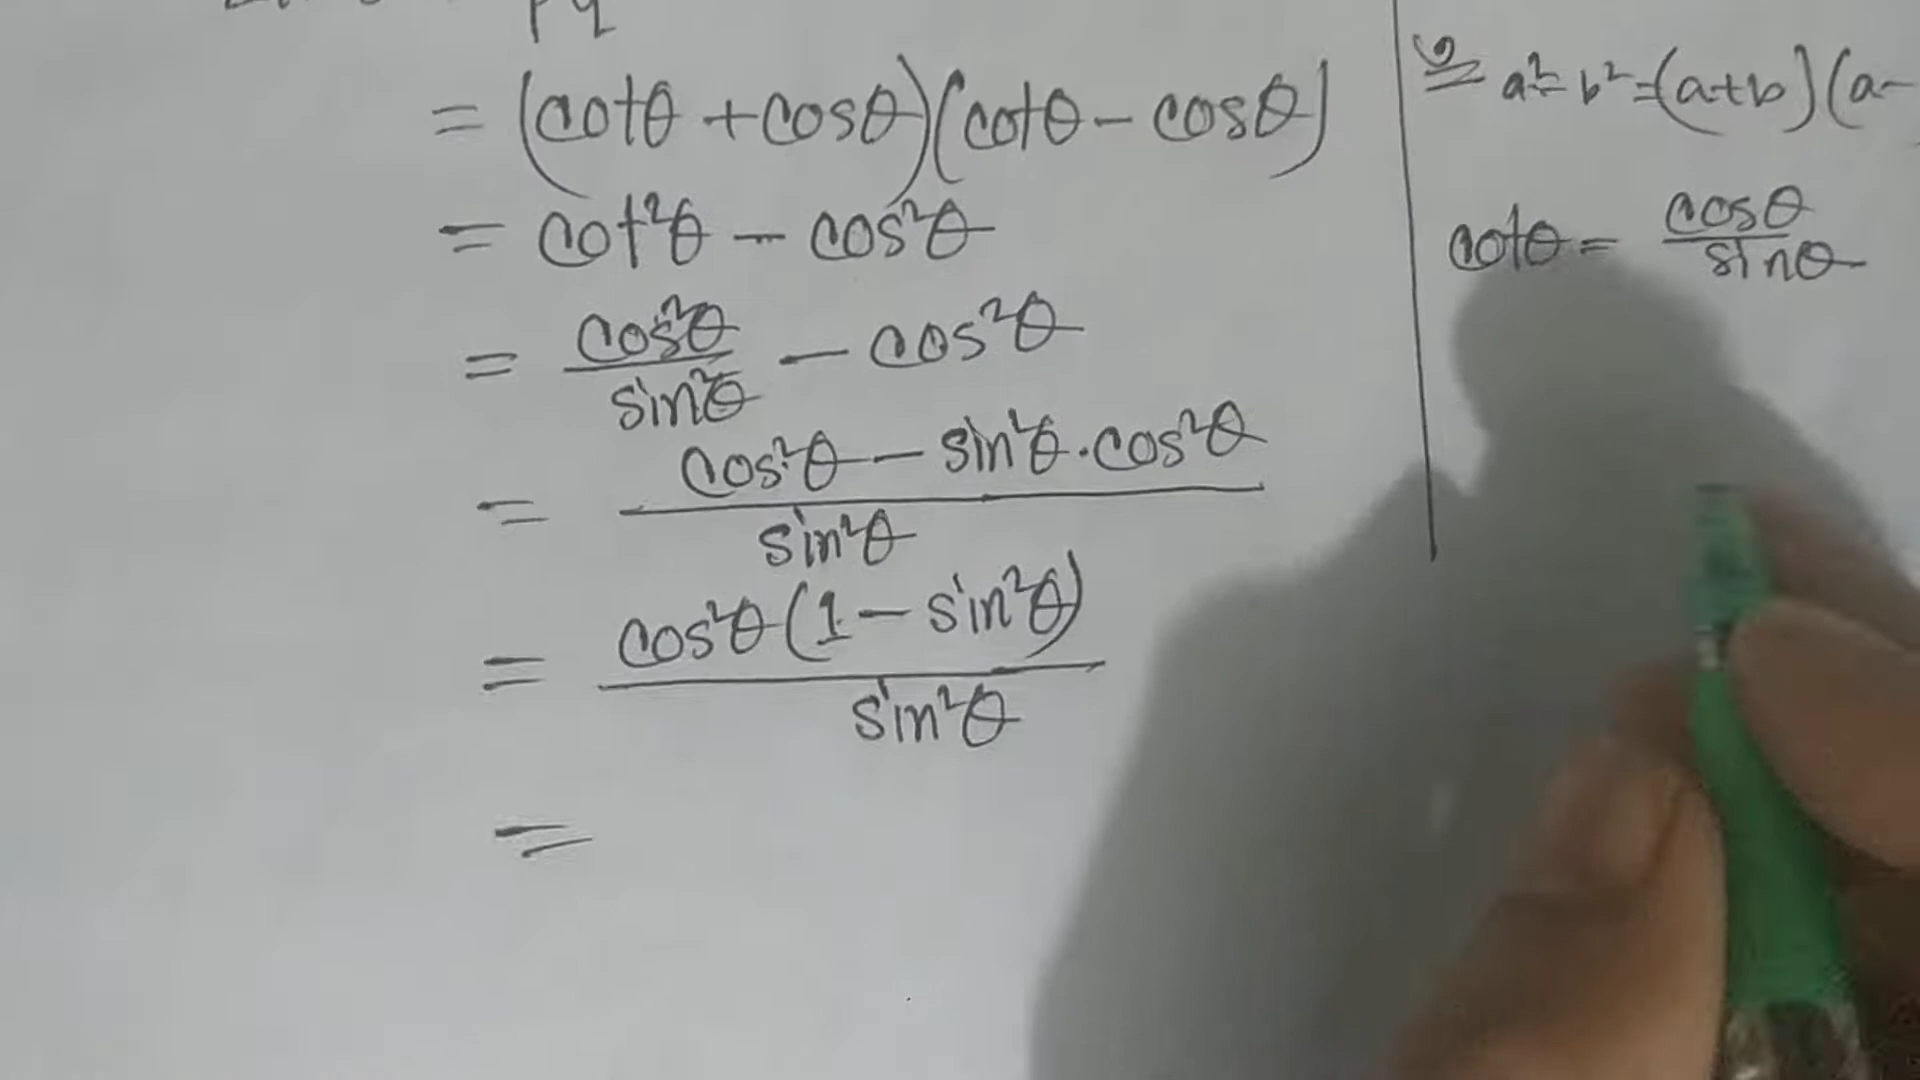 pq
= (cotθ + cosθ)(cotθ - cosθ)
= cot²θ - cos²θ
= cos²θ/sin²θ - cos²θ
= cos²θ - sin²θ.cos²θ / sin²θ
= cos²θ(1 - sin²θ) / sin²θ
=
a² - b² = (a+b)(a-
cotθ = cosθ/sinθ